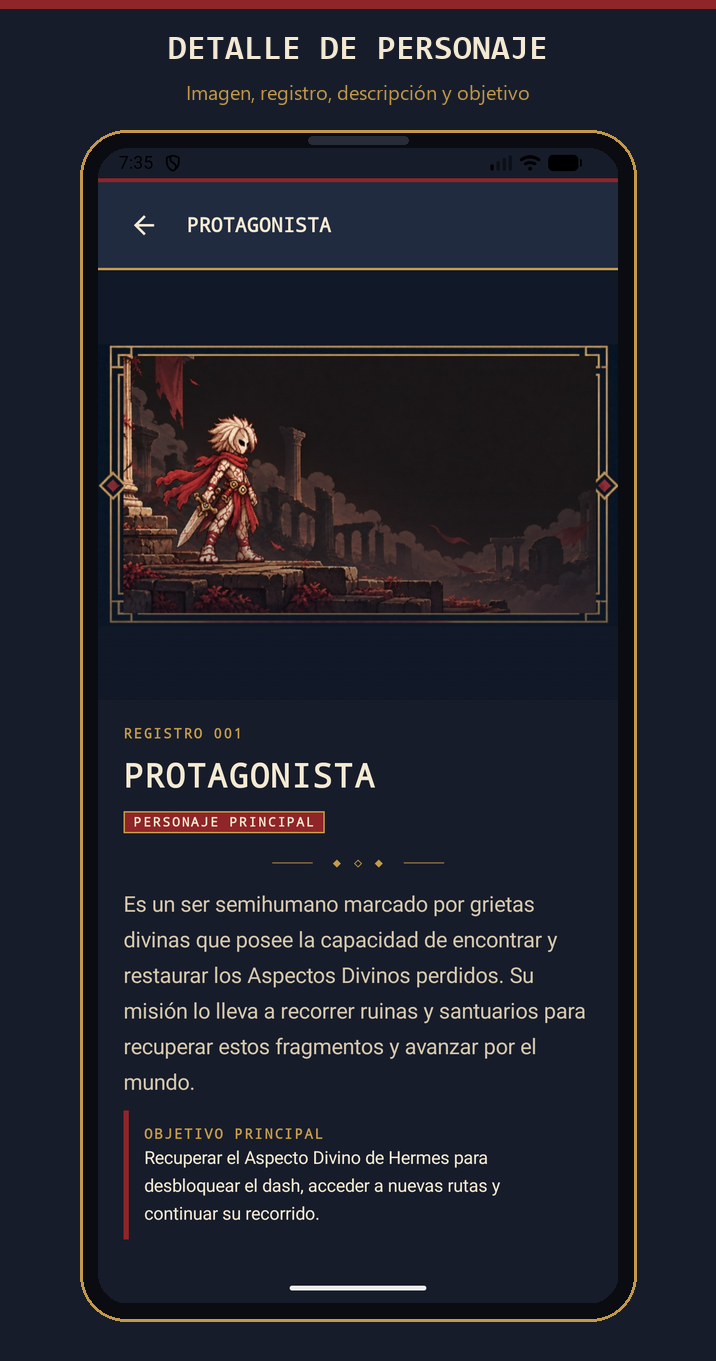 DETALLE DE PERSONAJE
Imagen, registro, descripción y objetivo
7:35
PROTAGONISTA
REGISTRO 001
PROTAGONISTA
PERSONAJE PRINCIPAL
Es un ser semihumano marcado por grietas
divinas que posee la capacidad de encontrar y
restaurar los Aspectos Divinos perdidos. Su
misión lo lleva a recorrer ruinas y santuarios para
recuperar estos fragmentos y avanzar por el
mundo.
OBJETIVO PRINCIPAL
Recuperar el Aspecto Divino de Hermes para
desbloquear el dash, acceder a nuevas rutas y
continuar su recorrido.